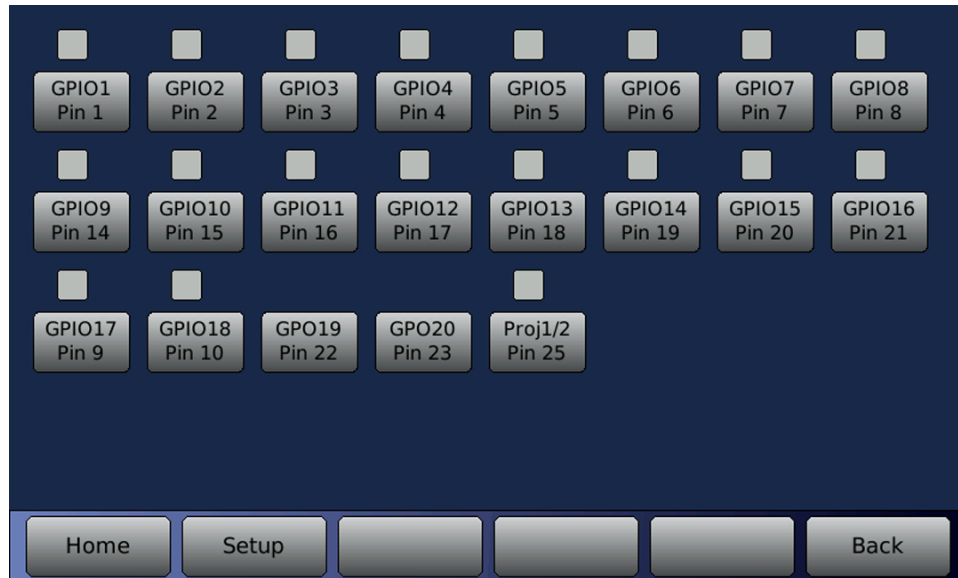 GPIO1 GPIO2 GPIO3 GPIO4 GPIO5 GPIO6 GPIO7 GPIO8
Pin 1 Pin 2 Pin 3 Pin 4 Pin 5 Pin 6 Pin 7 Pin 8
GPIO9 GPIO10 GPIO11 GPIO12 GPIO13 GPIO14 GPIO15 GPIO16
Pin 14 Pin 15 Pin 16 Pin 17 Pin 18 Pin 19 Pin 20 Pin 21
GPIO17 GPIO18 GPO19 GPO20 Proj1/2
Pin 9 Pin 10 Pin 22 Pin 23 Pin 25
Home Setup Back